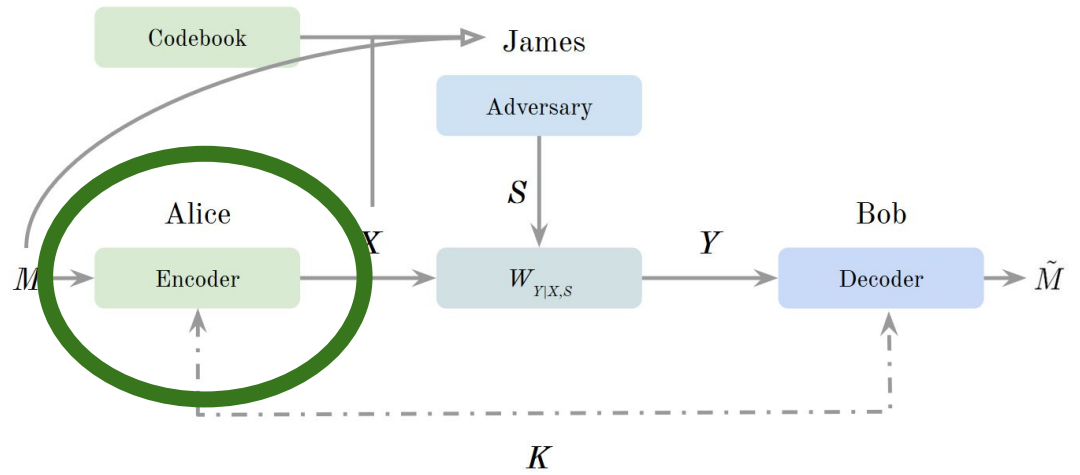 Codebook
James
Adversary
S
Alice
Bob
X
Y
M
Encoder
W_{Y|X,S}
Decoder
M̃
K